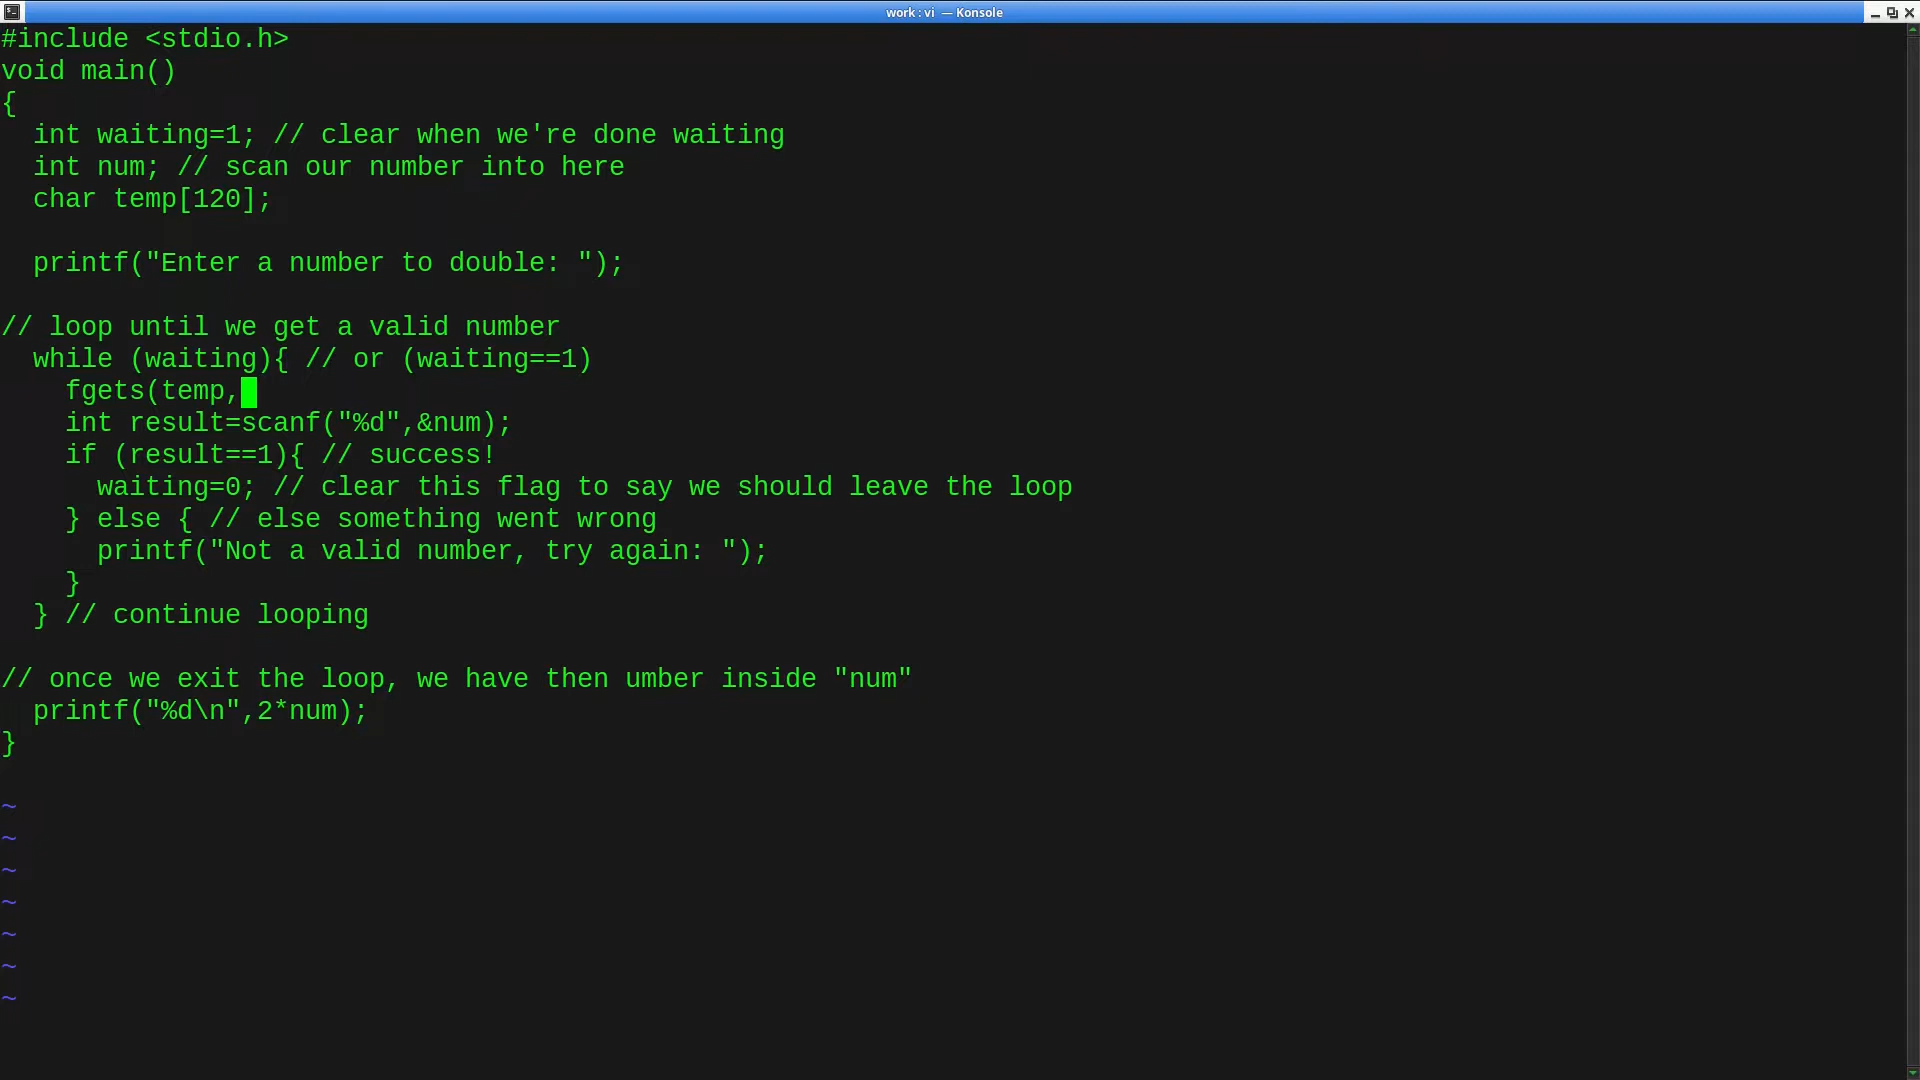 work : vi — Konsole
#include <stdio.h>
void main()
{
  int waiting=1; // clear when we're done waiting
  int num; // scan our number into here
  char temp[120];
  printf("Enter a number to double: ");
// loop until we get a valid number
  while (waiting){ // or (waiting==1)
    fgets(temp,
    int result=scanf("%d",&num);
    if (result==1){ // success!
      waiting=0; // clear this flag to say we should leave the loop
    } else { // else something went wrong
      printf("Not a valid number, try again: ");
    }
  } // continue looping
// once we exit the loop, we have then umber inside "num"
  printf("%d\n",2*num);
}
~
~
~
~
~
~
~